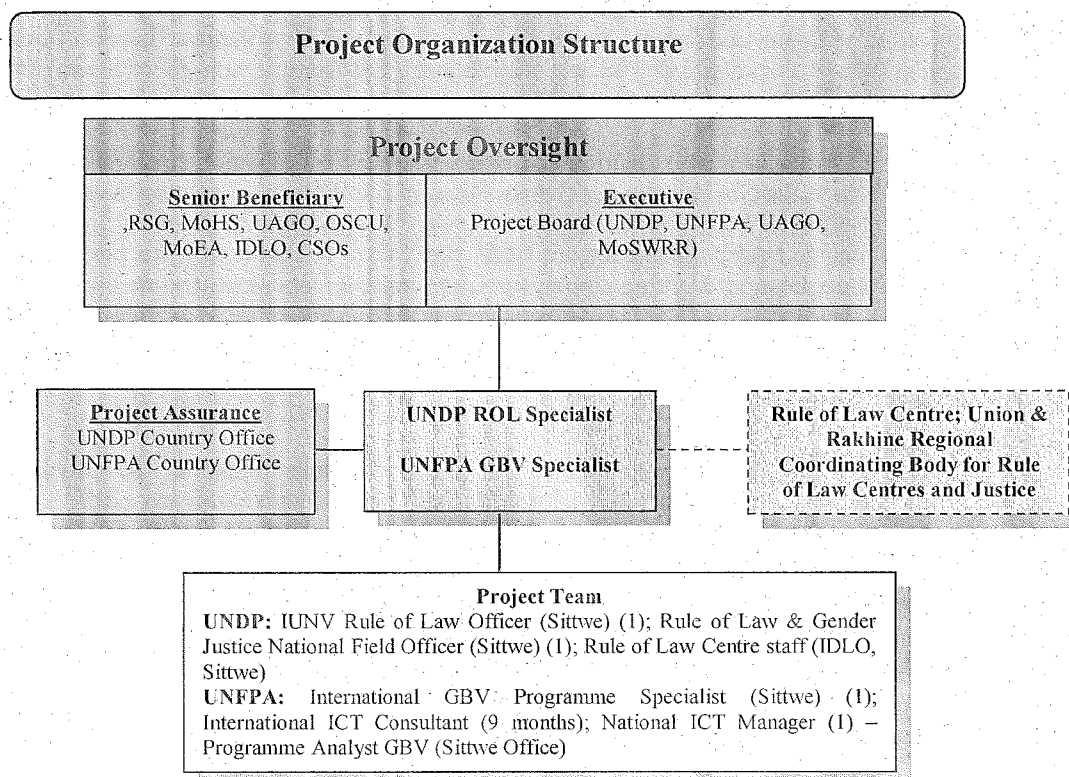 Project Organization Structure
Project Oversight
Senior Beneficiary
,RSG, MoHS, UAGO, OSCU,
MoEA, IDLO, CSOs
Executive
Project Board (UNDP, UNFPA, UAGO,
MoSWRR)
Project Assurance
UNDP Country Office
UNFPA Country Office
UNDP ROL Specialist
UNFPA GBV Specialist
Rule of Law Centre; Union &
Rakhine Regional
Coordinating Body for Rule
of Law Centres and Justice
Project Team
UNDP: IUNV Rule of Law Officer (Sittwe) (1); Rule of Law & Gender
Justice National Field Officer (Sittwe) (1); Rule of Law Centre staff (IDLO,
Sittwe)
UNFPA: International GBV Programme Specialist (Sittwe) (1);
International ICT Consultant (9 months); National ICT Manager (1) –
Programme Analyst GBV (Sittwe Office)